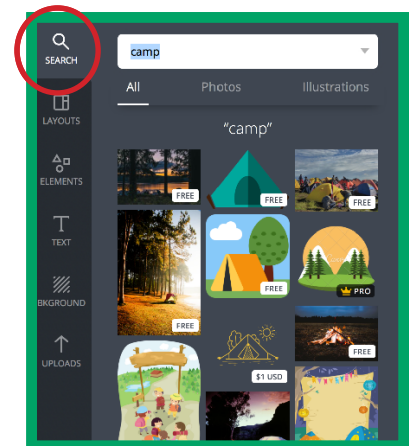 SEARCH
LAYOUTS
ELEMENTS
TEXT
BKGROUND
UPLOADS
camp
All Photos Illustrations
"camp"
FREE
FREE
FREE
FREE
FREE
PRO
$1 USD
FREE